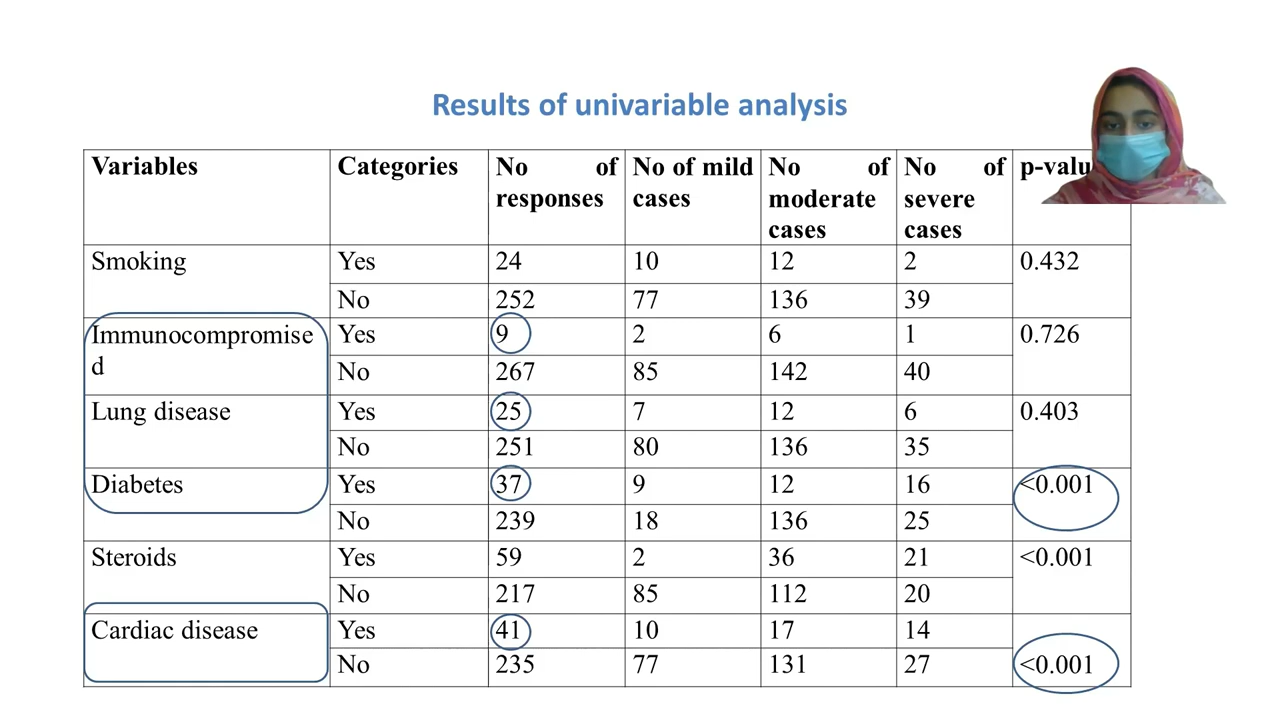 Results of univariable analysis
Variables Categories No of responses No of mild cases No of moderate cases No of severe cases p-valu
Smoking Yes 24 10 12 2 0.432
No 252 77 136 39
Immunocompromise
d Yes 9 2 6 1 0.726
No 267 85 142 40
Lung disease Yes 25 7 12 6 0.403
No 251 80 136 35
Diabetes Yes 37 9 12 16 <0.001
No 239 18 136 25
Steroids Yes 59 2 36 21 <0.001
No 217 85 112 20
Cardiac disease Yes 41 10 17 14
No 235 77 131 27 <0.001